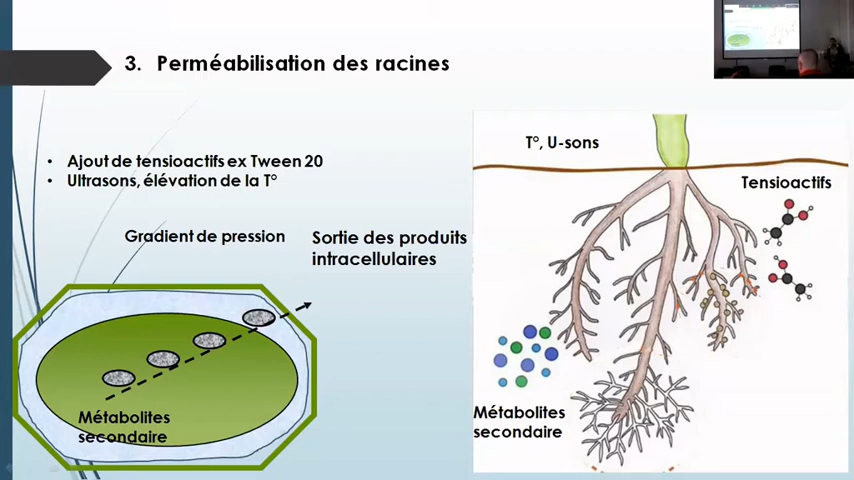 3. Perméabilisation des racines
• Ajout de tensioactifs ex Tween 20
• Ultrasons, élévation de la T°
Gradient de pression
Sortie des produits
intracellulaires
Métabolites
secondaire
T°, U-sons
Tensioactifs
Métabolites
secondaire